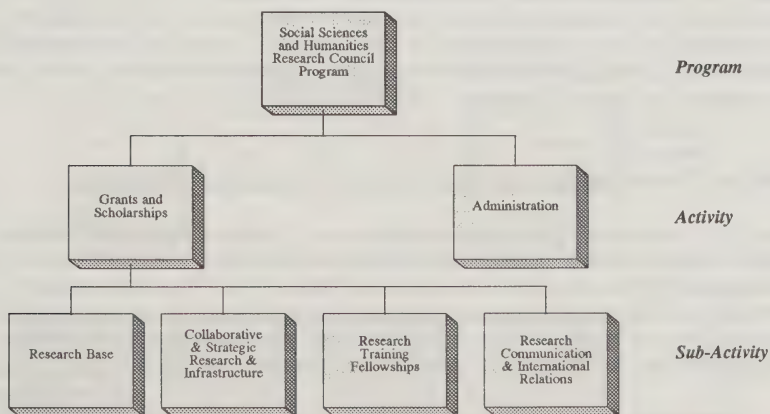 Social Sciences
and Humanities
Research Council
Program
Program
Grants and
Scholarships
Administration
Activity
Research Base
Collaborative
& Strategic
Research &
Infrastructure
Research
Training
Fellowships
Research
Communication
& International
Relations
Sub-Activity